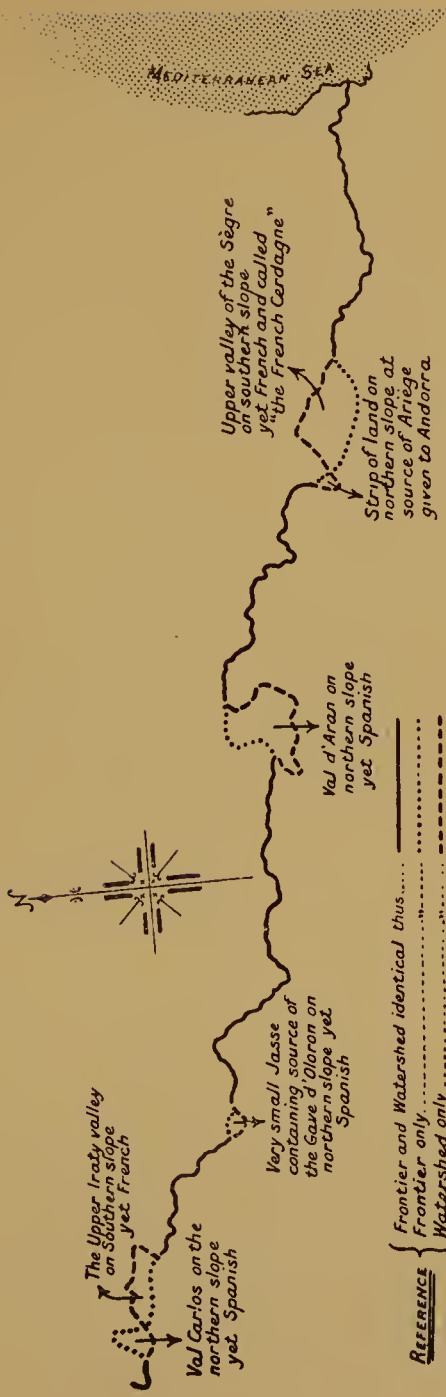 N
MEDITERRANEAN SEA
The Upper Iraty valley
on Southern slope
yet French
Val Carlos on the
northern slope
yet Spanish
Very small Jasse
containing source of
the Gave d'Oloron on
northern slope yet
Spanish
Val d'Aran on
northern slope
yet Spanish
Upper valley of the Sègre
on southern slope
yet French and called
"the French Cerdagne"
Strip of land on
northern slope at
source of Ariège
given to Andorra
REFERENCE
Frontier and Watershed identical thus......
Frontier only............"......
Watershed only............"......